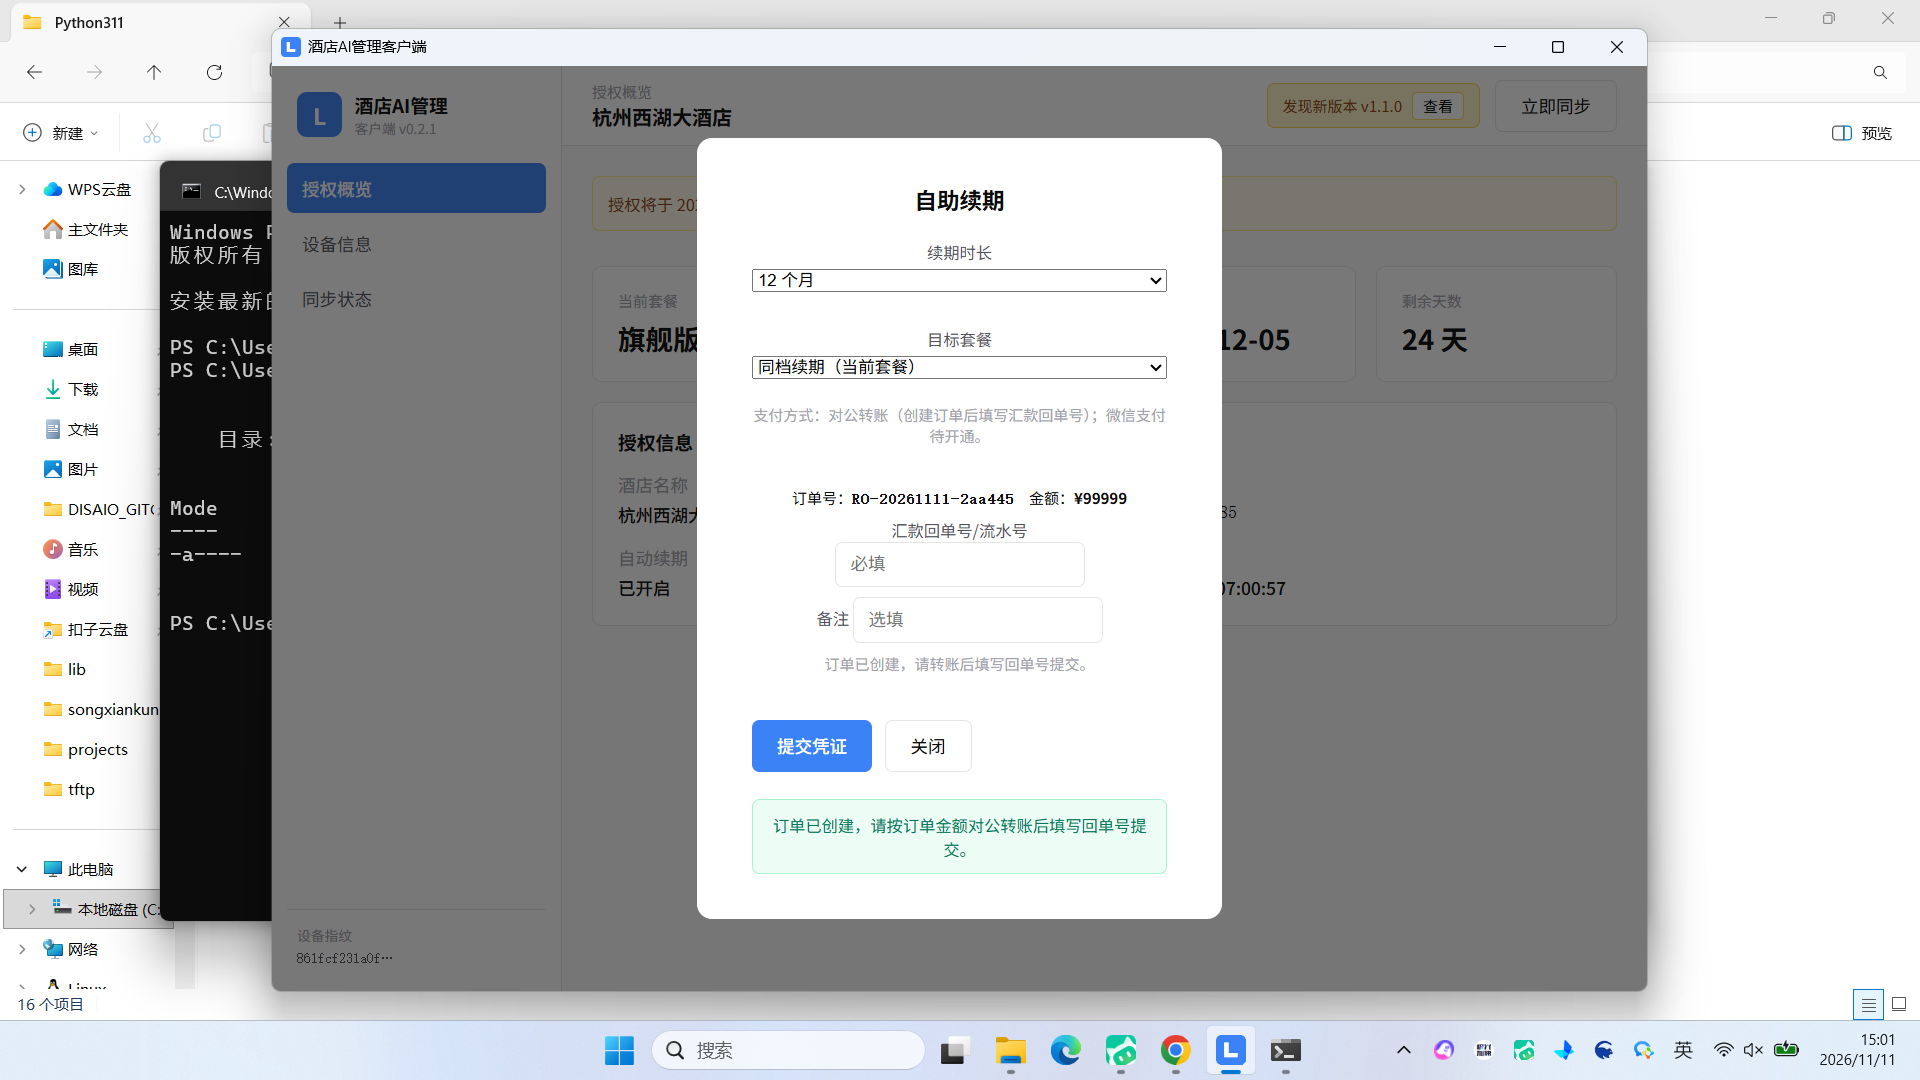 Python311
新建
预览
WPS云盘
主文件夹
图库
桌面
下载
文档
图片
DISAIO_GIT
音乐
视频
扣子云盘
lib
songxiankun
projects
tftp
此电脑
本地磁盘 (C:
网络
Linux
16 个项目
C:\Windo
Windows P
版权所有
安装最新的
PS C:\Use
PS C:\Use
目录:
Mode
----
-a----
PS C:\Use
酒店AI管理客户端
酒店AI管理
客户端 v0.2.1
授权概览
设备信息
同步状态
设备指纹
861fcf231a0f…
授权概览
杭州西湖大酒店
发现新版本 v1.1.0
查看
立即同步
授权将于 202
当前套餐
旗舰版
12-05
剩余天数
24 天
授权信息
酒店名称
杭州西湖大
自动续期
已开启
07:00:57
自助续期
续期时长
12 个月
目标套餐
同档续期（当前套餐）
支付方式：对公转账（创建订单后填写汇款回单号）；微信支付
待开通。
订单号：RO-20261111-2aa445 金额：¥99999
汇款回单号/流水号
必填
备注 选填
订单已创建，请转账后填写回单号提交。
提交凭证
关闭
订单已创建，请按订单金额对公转账后填写回单号提
交。
搜索
英
15:01
2026/11/11